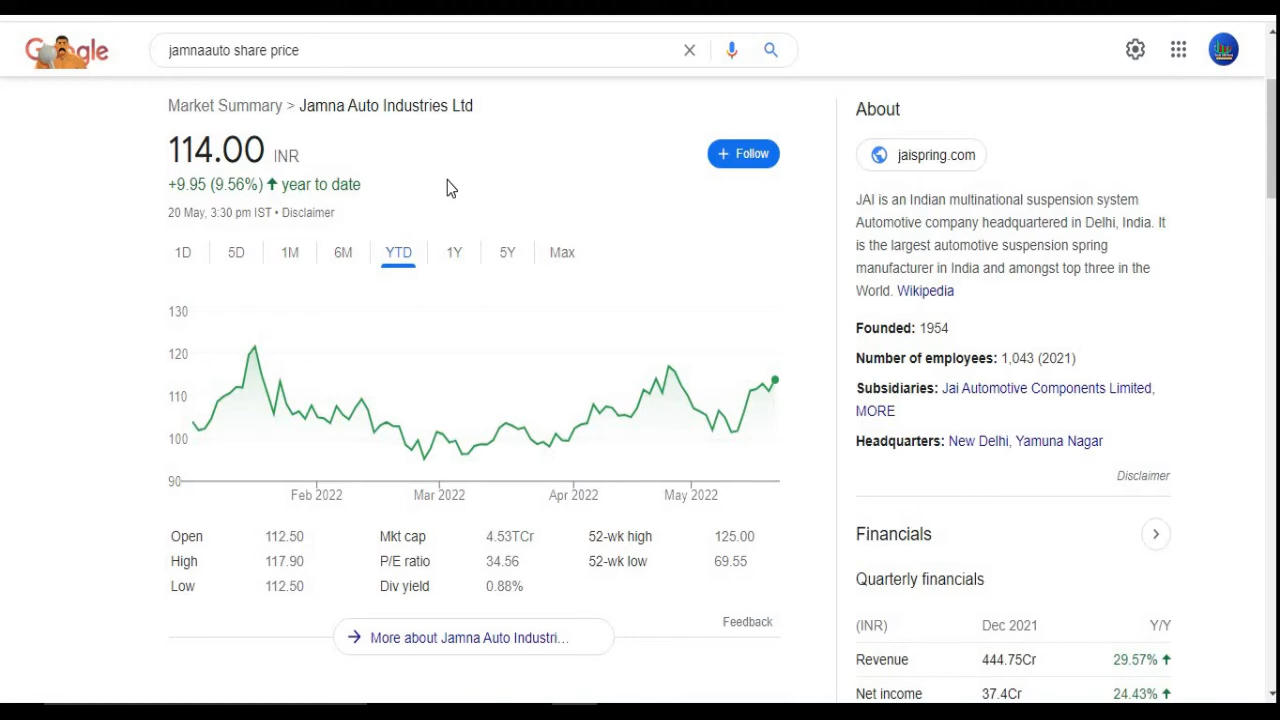 Google
jamnaauto share price
Market Summary > Jamna Auto Industries Ltd
114.00 INR
+ Follow
+9.95 (9.56%) ↑ year to date
20 May, 3:30 pm IST • Disclaimer
1D 5D 1M 6M YTD 1Y 5Y Max
130
120
110
100
90
Feb 2022 Mar 2022 Apr 2022 May 2022
Open 112.50 Mkt cap 4.53TCr 52-wk high 125.00
High 117.90 P/E ratio 34.56 52-wk low 69.55
Low 112.50 Div yield 0.88%
Feedback
→ More about Jamna Auto Industri...
About
jaispring.com
JAI is an Indian multinational suspension system
Automotive company headquartered in Delhi, India. It
is the largest automotive suspension spring
manufacturer in India and amongst top three in the
World. Wikipedia
Founded: 1954
Number of employees: 1,043 (2021)
Subsidiaries: Jai Automotive Components Limited,
MORE
Headquarters: New Delhi, Yamuna Nagar
Disclaimer
Financials
Quarterly financials
(INR) Dec 2021 Y/Y
Revenue 444.75Cr 29.57% ↑
Net income 37.4Cr 24.43% ↑